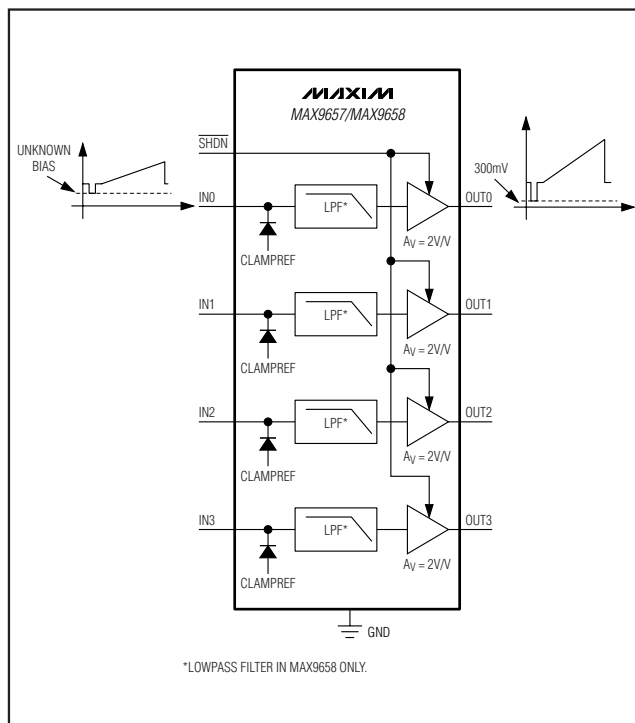 MAXIM
MAX9657/MAX9658
SHDN
UNKNOWN
BIAS
300mV
IN0
LPF*
OUT0
CLAMPREF
AV = 2V/V
IN1
LPF*
OUT1
CLAMPREF
AV = 2V/V
IN2
LPF*
OUT2
CLAMPREF
AV = 2V/V
IN3
LPF*
OUT3
CLAMPREF
AV = 2V/V
GND
*LOWPASS FILTER IN MAX9658 ONLY.